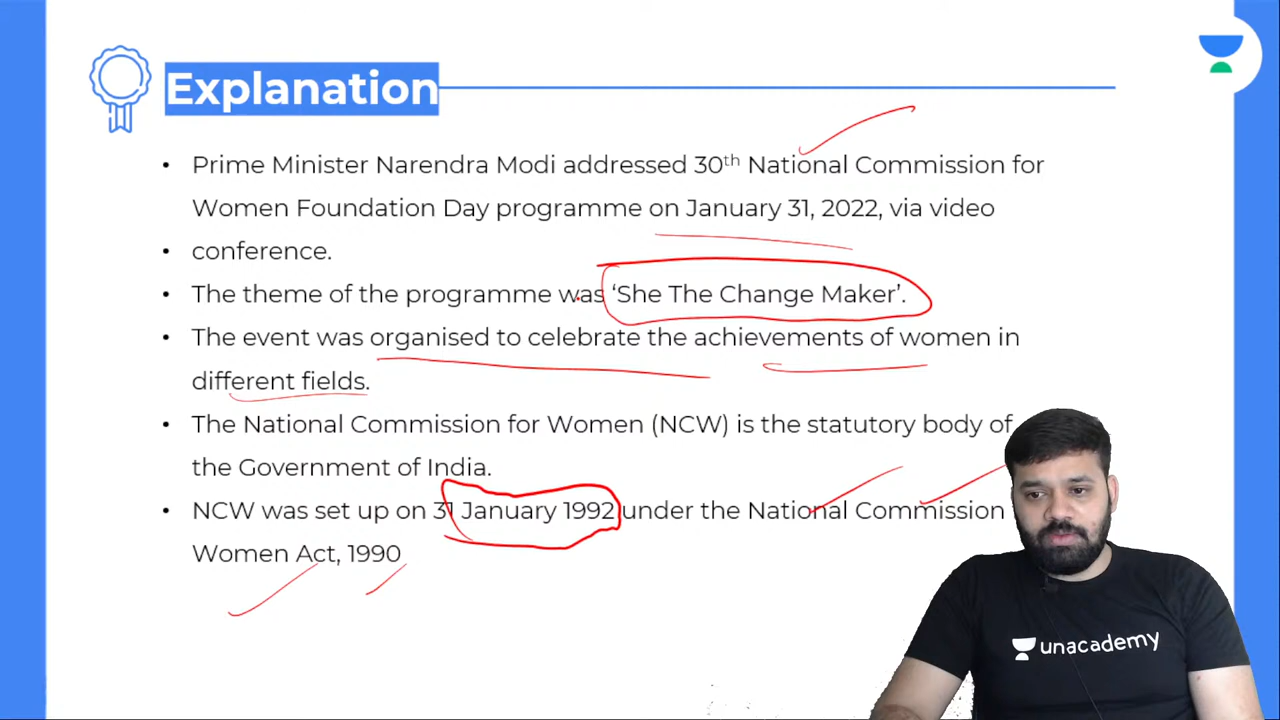 Explanation
• Prime Minister Narendra Modi addressed 30th National Commission for
Women Foundation Day programme on January 31, 2022, via video
• conference.
• The theme of the programme was ‘She The Change Maker’.
• The event was organised to celebrate the achievements of women in
different fields.
• The National Commission for Women (NCW) is the statutory body of
the Government of India.
• NCW was set up on 31 January 1992 under the National Commission
Women Act, 1990
unacademy